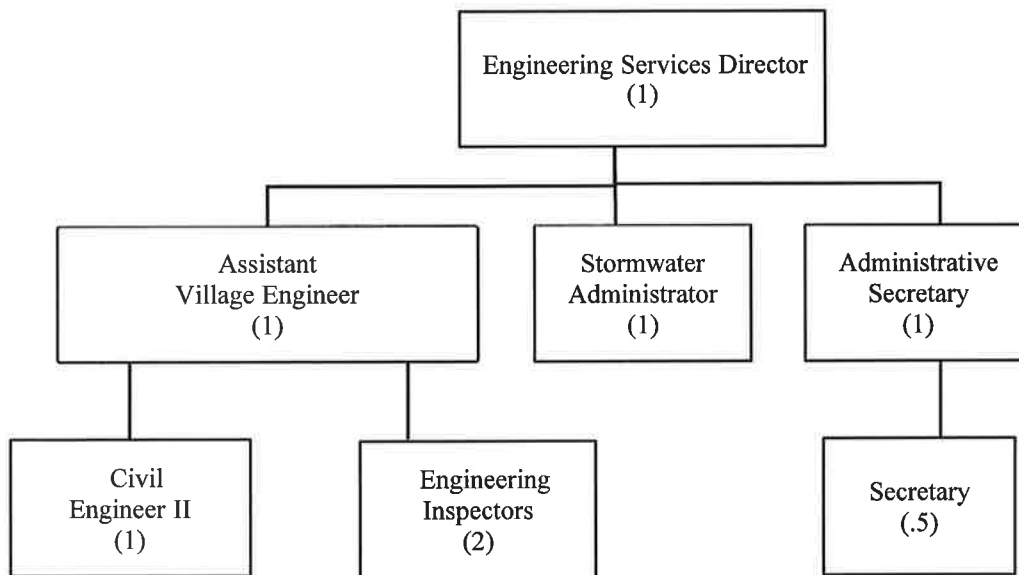 Engineering Services Director
(1)
Assistant
Village Engineer
(1)
Stormwater
Administrator
(1)
Administrative
Secretary
(1)
Civil
Engineer II
(1)
Engineering
Inspectors
(2)
Secretary
(.5)